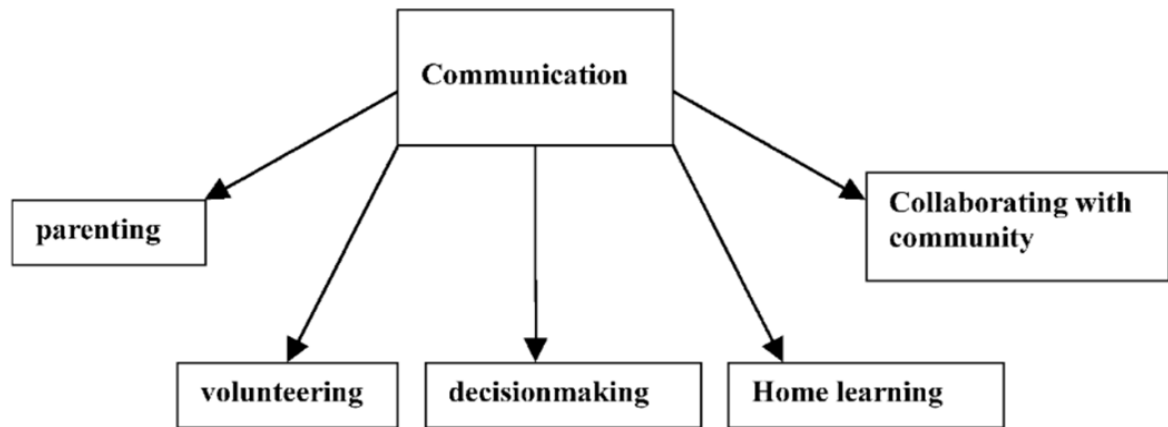 Communication
parenting
Collaborating with
community
volunteering
decisionmaking
Home learning